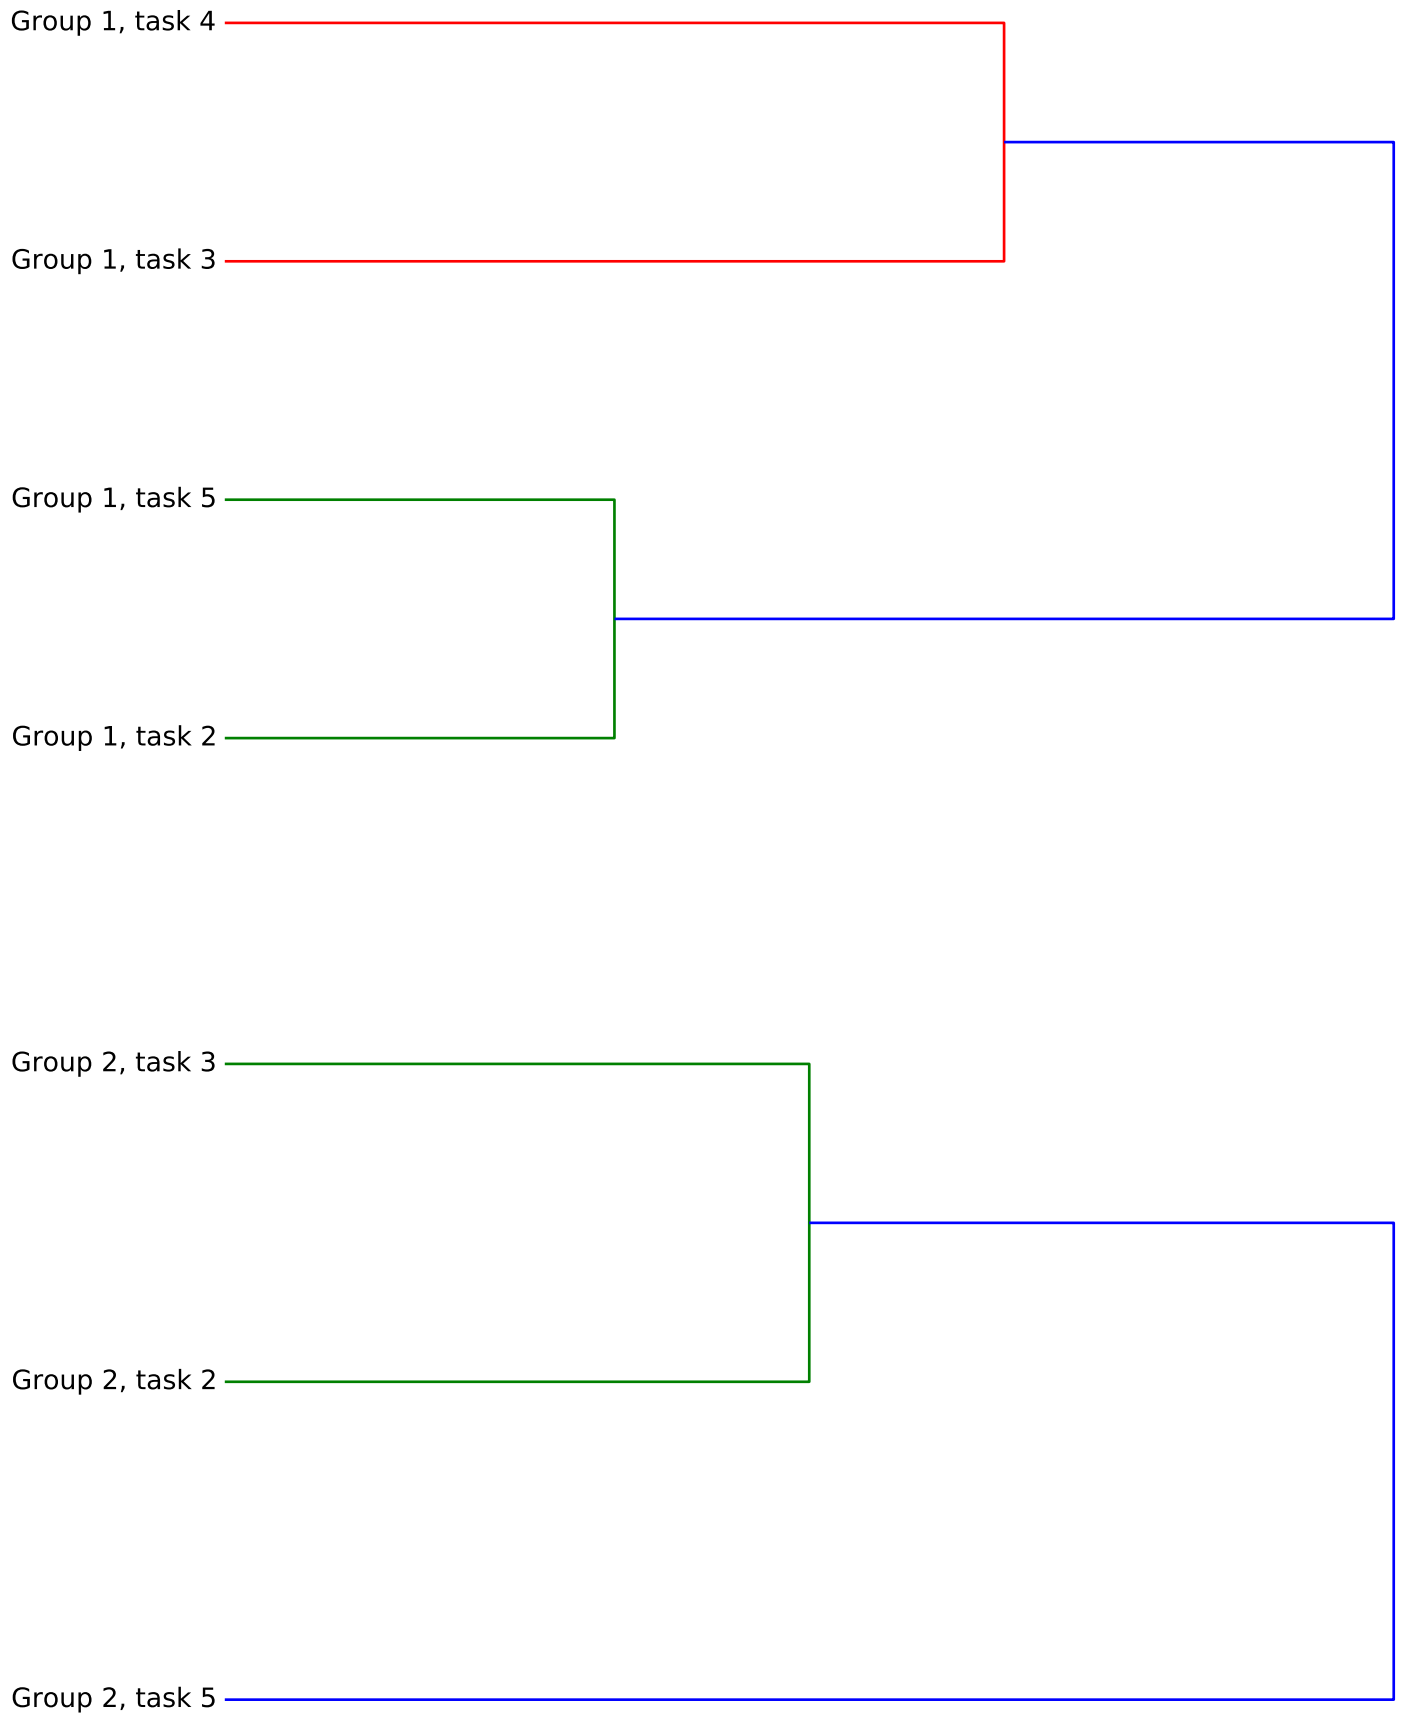 Group 1, task 4
Group 1, task 3
Group 1, task 5
Group 1, task 2
Group 2, task 3
Group 2, task 2
Group 2, task 5